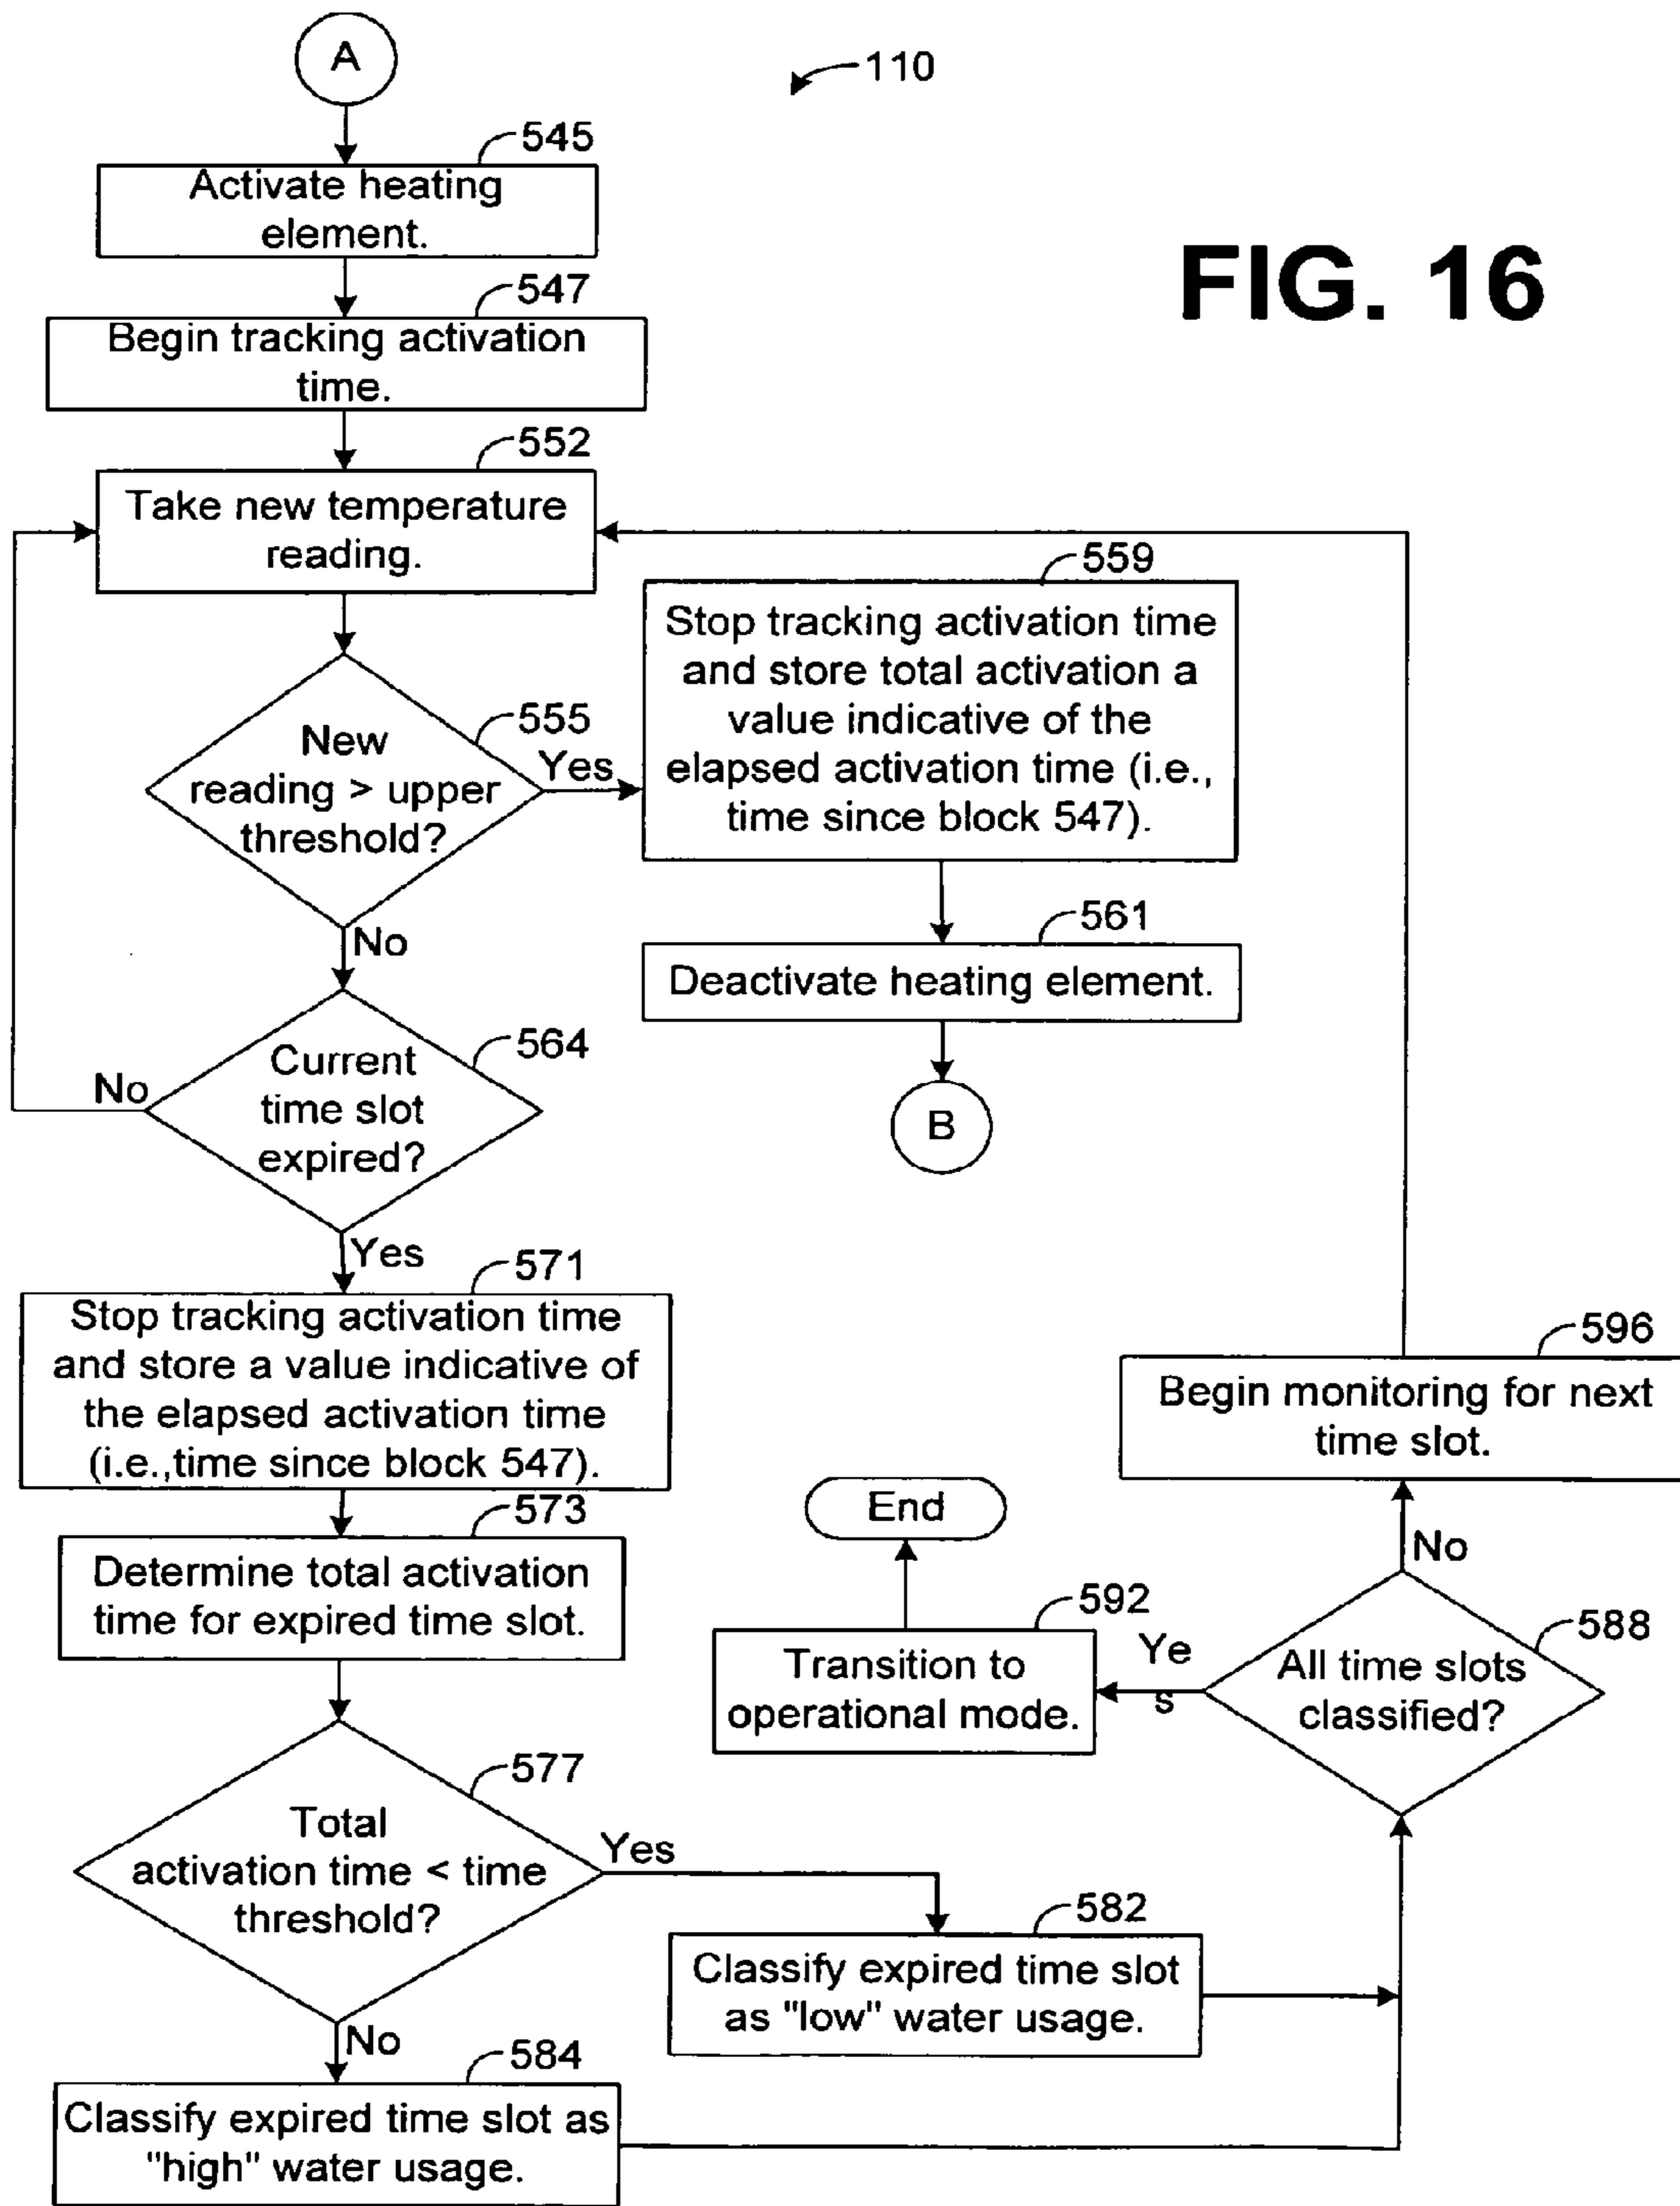 A
110
545
Activate heating
element.
FIG. 16
547
Begin tracking activation
time.
552
Take new temperature
reading.
559
Stop tracking activation time
and store total activation a
value indicative of the
elapsed activation time (i.e.,
time since block 547).
555
New
reading > upper
threshold?
Yes
No
561
Deactivate heating element.
B
564
Current
time slot
expired?
No
Yes
571
Stop tracking activation time
and store a value indicative of
the elapsed activation time
(i.e.,time since block 547).
573
Determine total activation
time for expired time slot.
577
Total
activation time < time
threshold?
Yes
No
582
Classify expired time slot
as "low" water usage.
584
Classify expired time slot as
"high" water usage.
588
All time slots
classified?
Ye
s
No
592
Transition to
operational mode.
End
596
Begin monitoring for next
time slot.